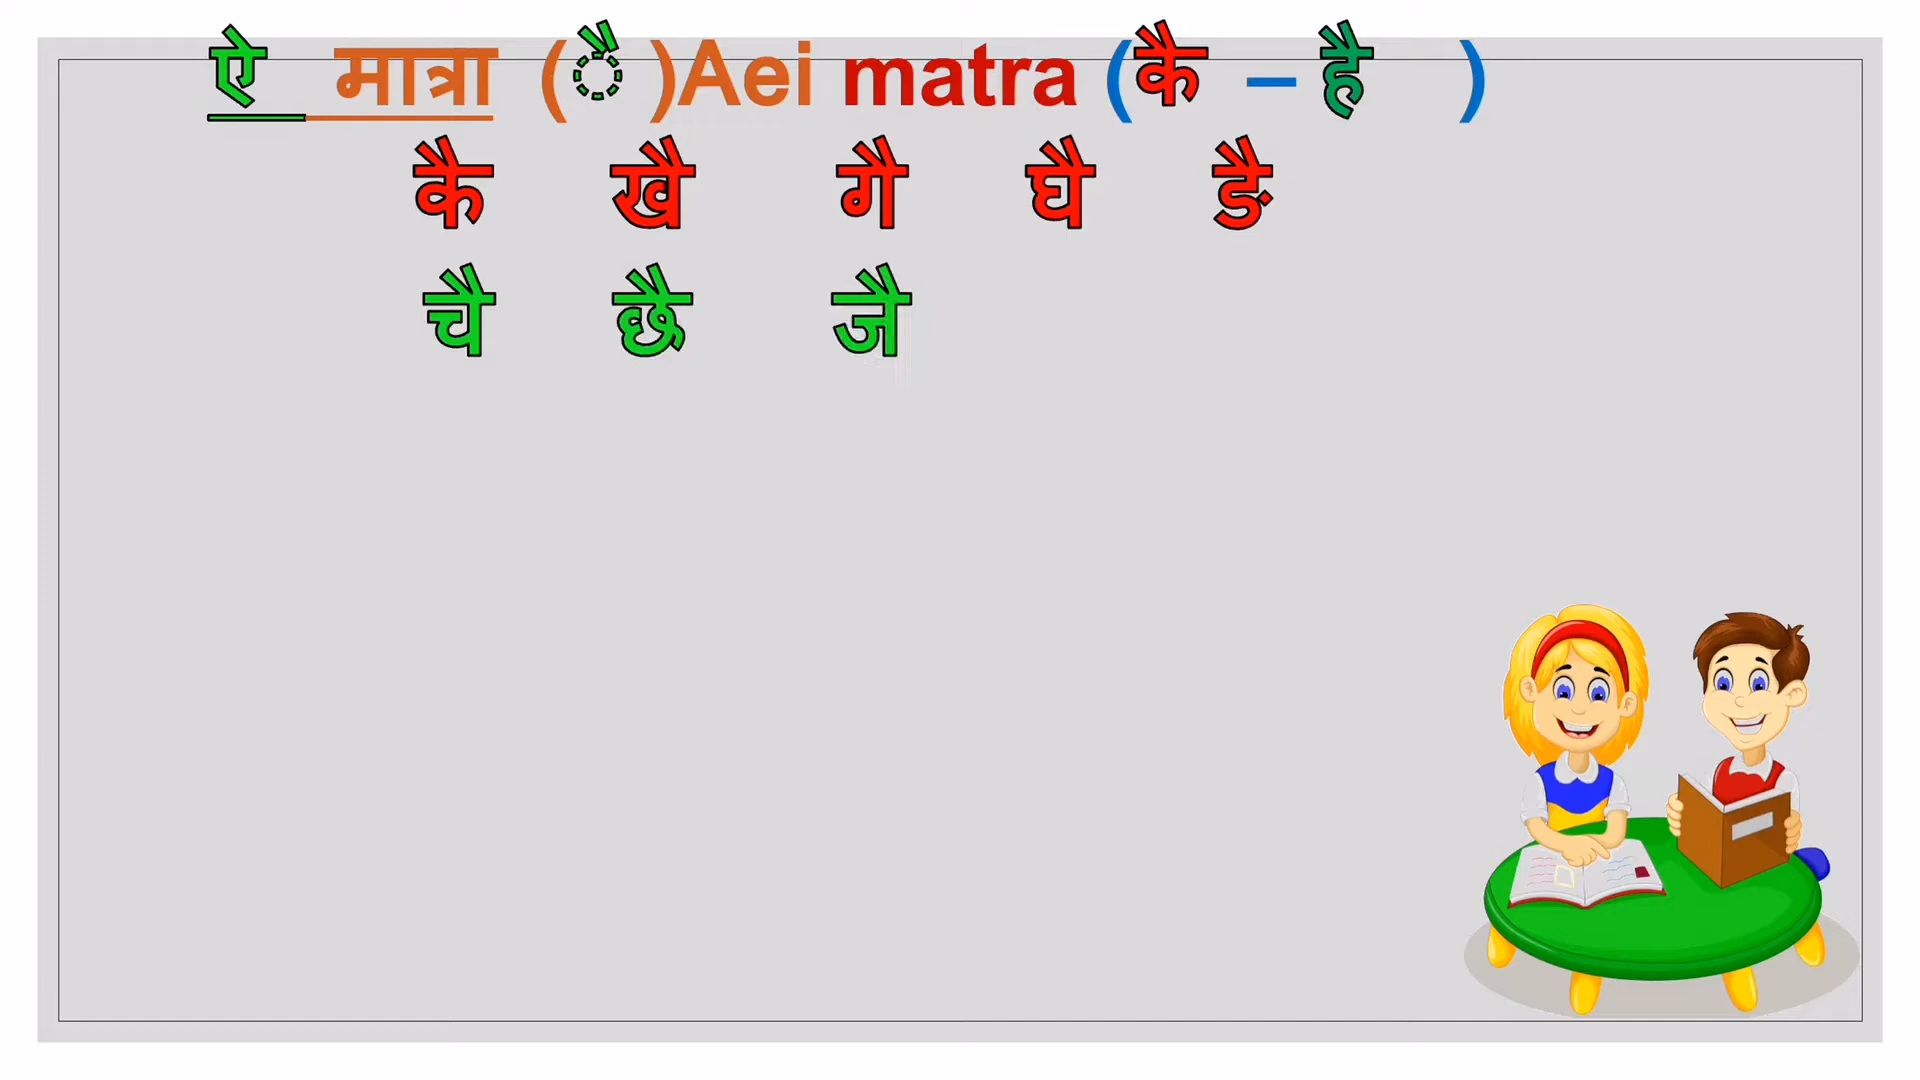 ऐ मात्रा (ै)Aei matra (कै – है )
कै खै गै घै ङै
चै छै जै